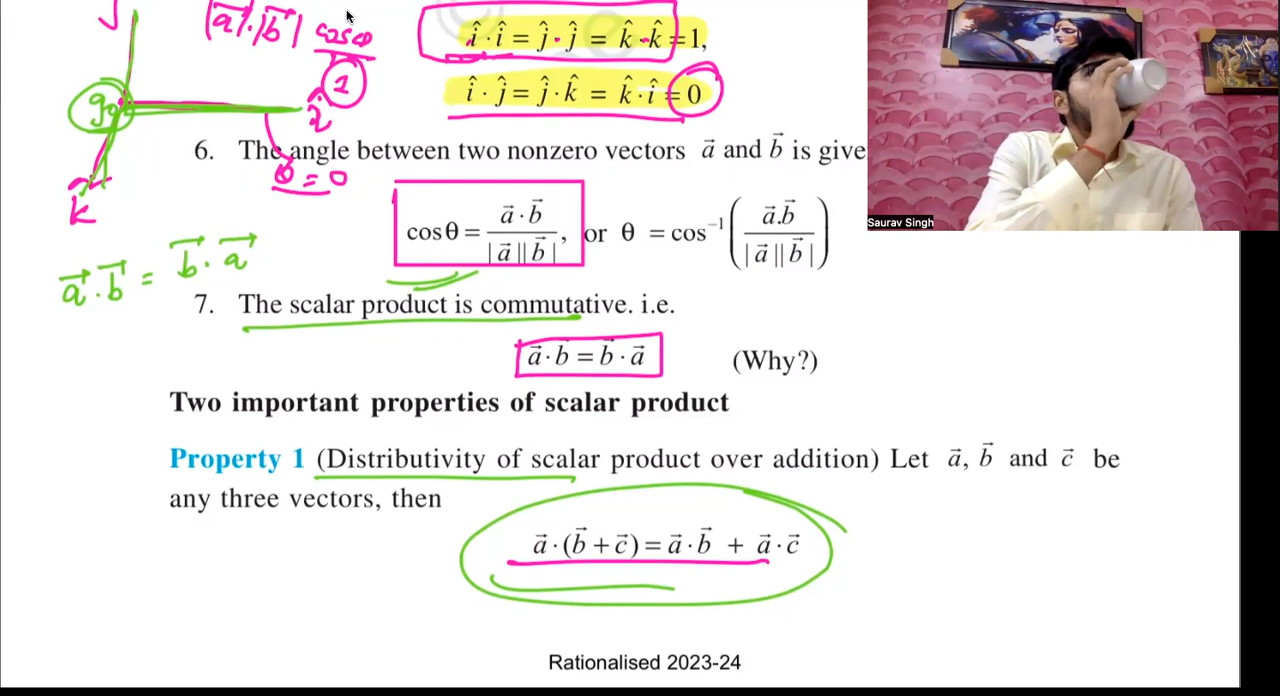 |a⃗|.|b⃗| cosθ
î · î = ĵ · ĵ = k̂ · k̂ = 1,
î · ĵ = ĵ · k̂ = k̂ · î = 0
90
1
î
k
θ = 0
6. The angle between two nonzero vectors a⃗ and b⃗ is give
cosθ = a⃗ · b⃗ / |a⃗ || b⃗|, or θ = cos⁻¹ ( a⃗.b⃗ / |a⃗ || b⃗| )
Saurav Singh
a⃗.b⃗ = b⃗.a⃗
7. The scalar product is commutative. i.e.
a⃗ · b⃗ = b⃗ · a⃗ (Why?)
Two important properties of scalar product
Property 1 (Distributivity of scalar product over addition) Let a⃗, b⃗ and c⃗ be
any three vectors, then
a⃗ · (b⃗ + c⃗) = a⃗ · b⃗ + a⃗ · c⃗
Rationalised 2023-24